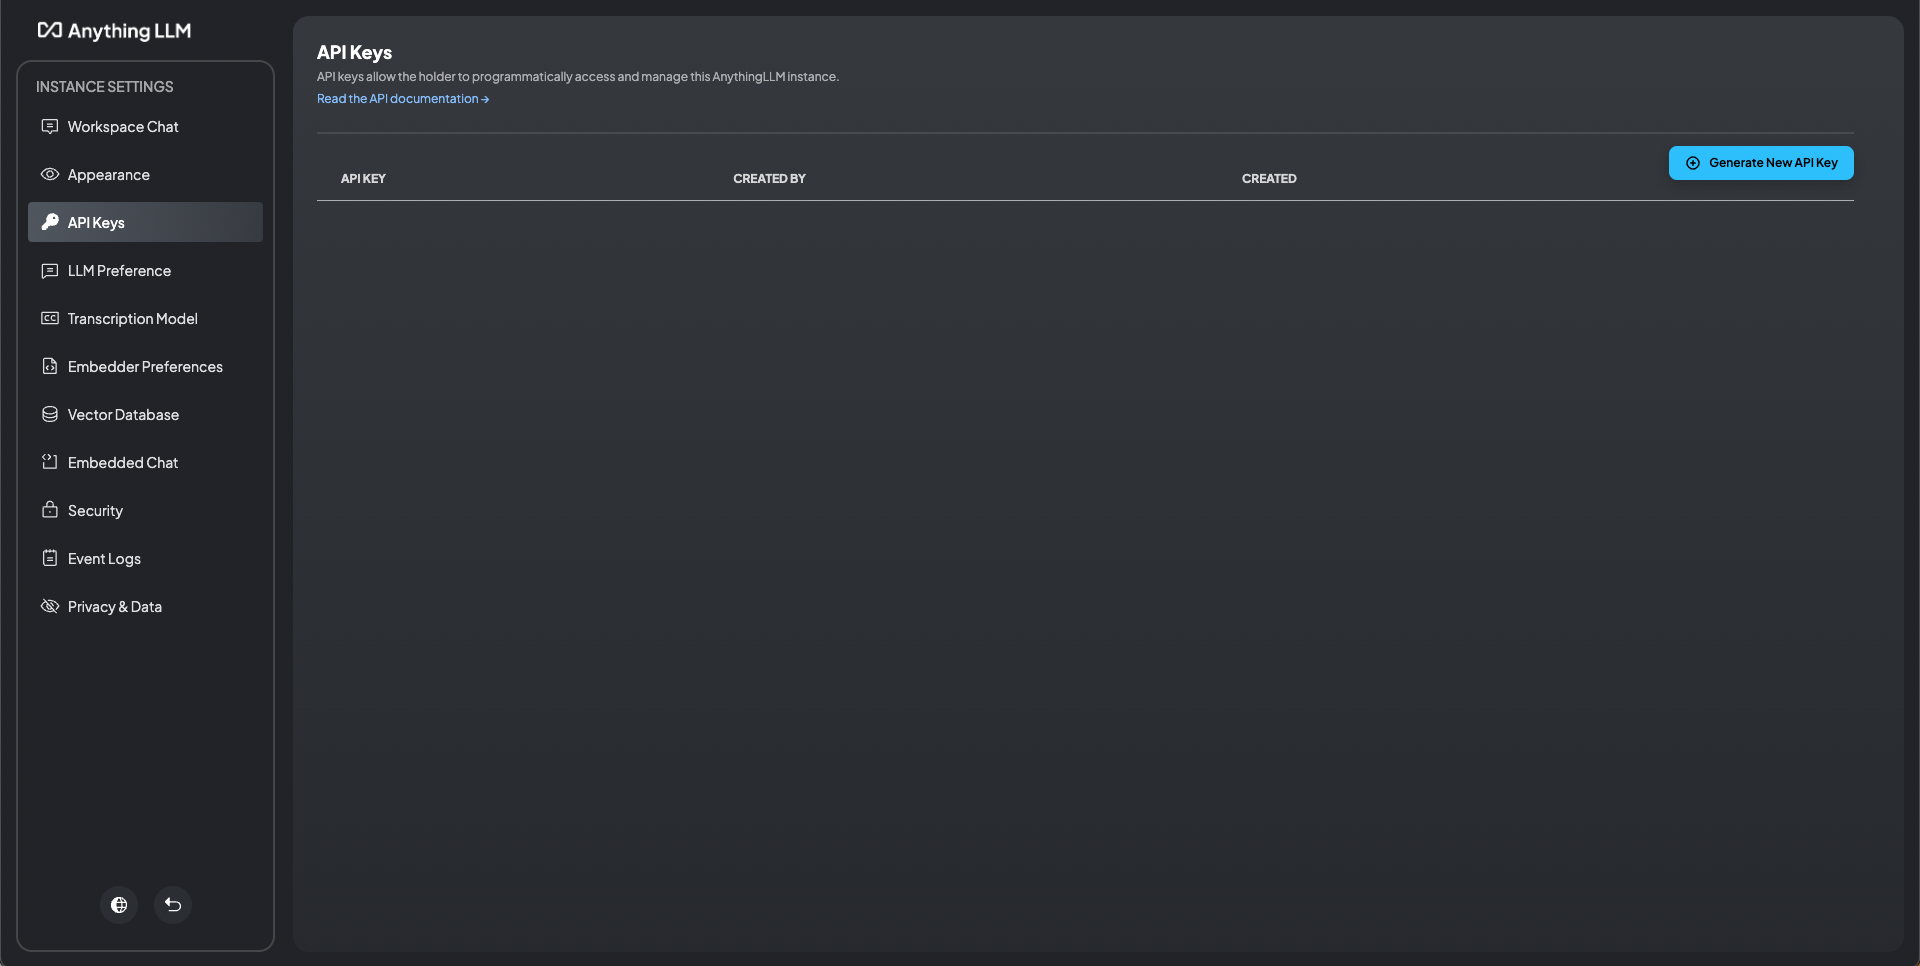 Anything LLM
INSTANCE SETTINGS
Workspace Chat
Appearance
API Keys
LLM Preference
Transcription Model
Embedder Preferences
Vector Database
Embedded Chat
Security
Event Logs
Privacy & Data
API Keys
API keys allow the holder to programmatically access and manage this AnythingLLM instance.
Read the API documentation →
Generate New API Key
API KEY CREATED BY CREATED